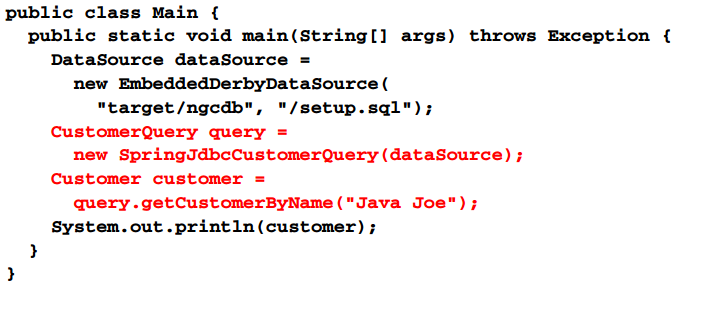 public class Main {
  public static void main(String[] args) throws Exception {
    DataSource dataSource =
      new EmbeddedDerbyDataSource(
        "target/ngcdb", "/setup.sql");
    CustomerQuery query =
      new SpringJdbcCustomerQuery(dataSource);
    Customer customer =
      query.getCustomerByName("Java Joe");
    System.out.println(customer);
  }
}